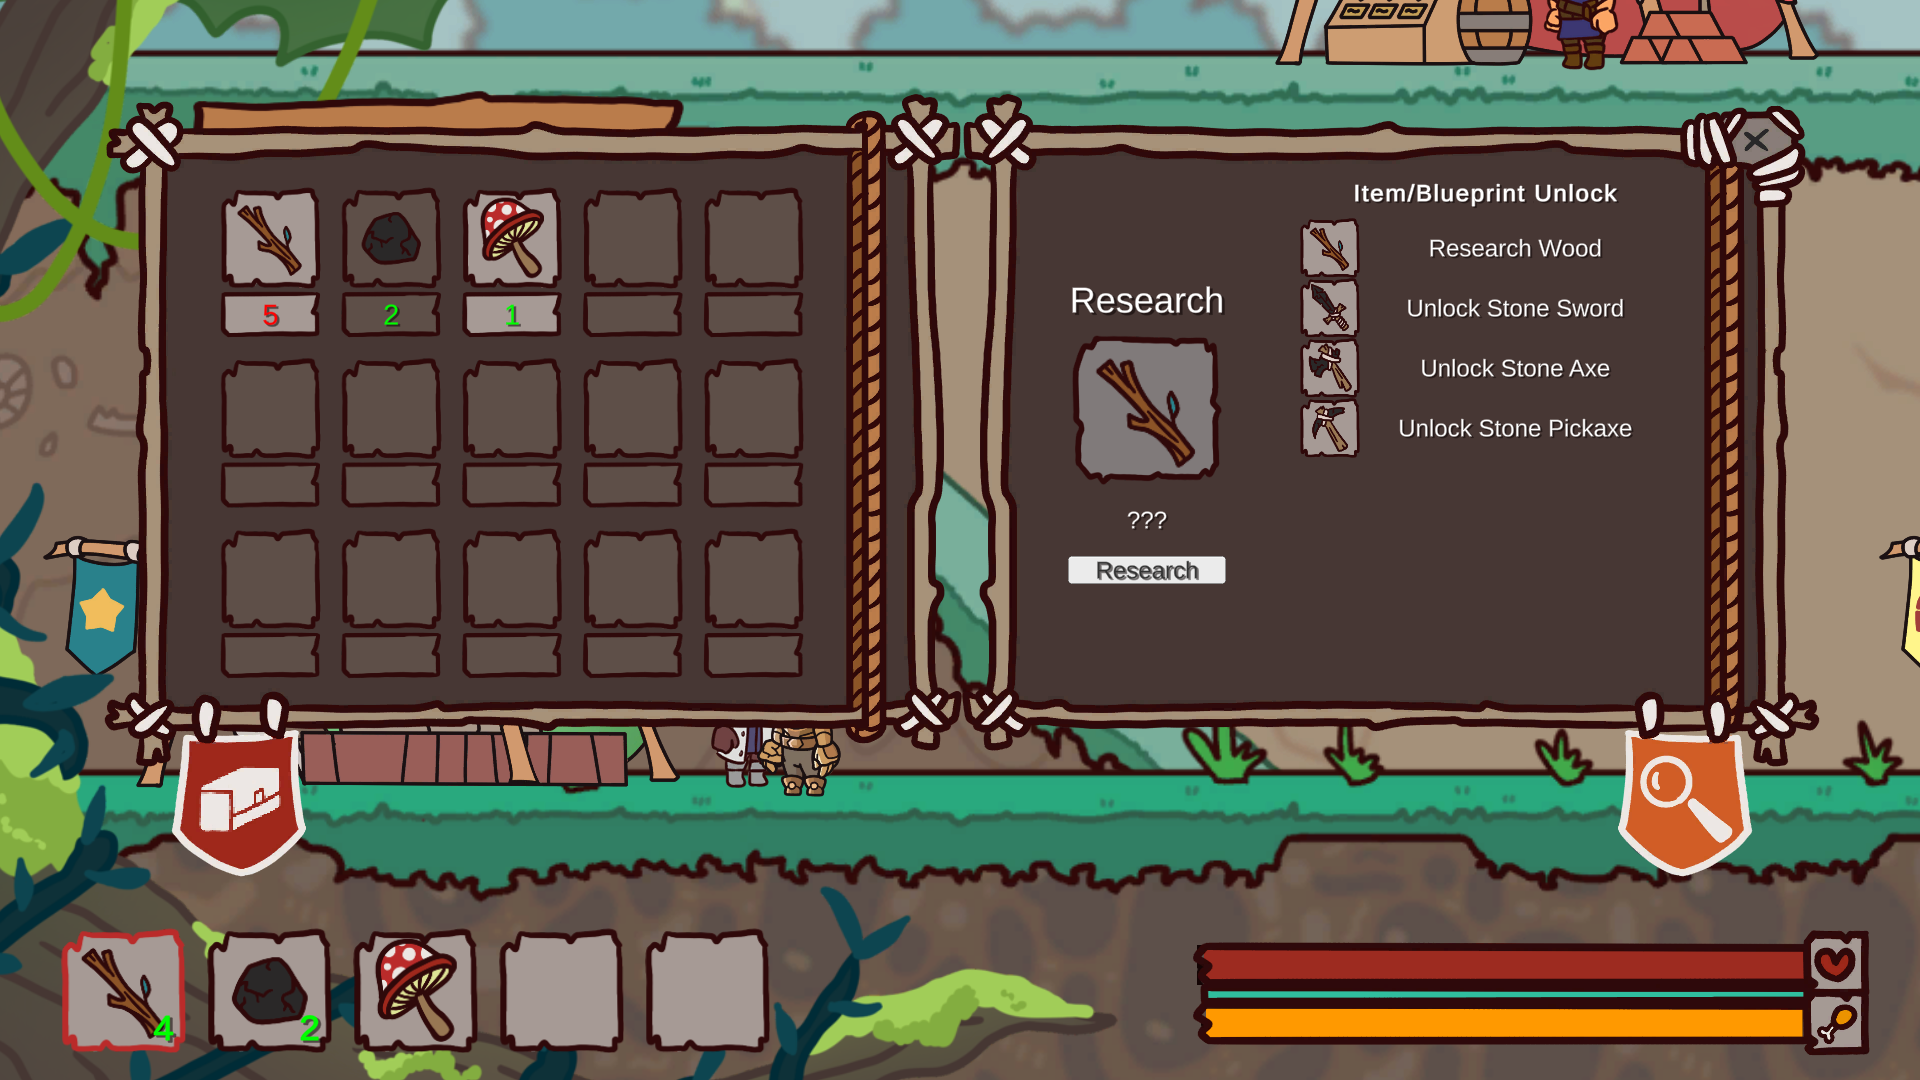 5
2
1
Research
???
Research
Item/Blueprint Unlock
Research Wood
Unlock Stone Sword
Unlock Stone Axe
Unlock Stone Pickaxe
4
2